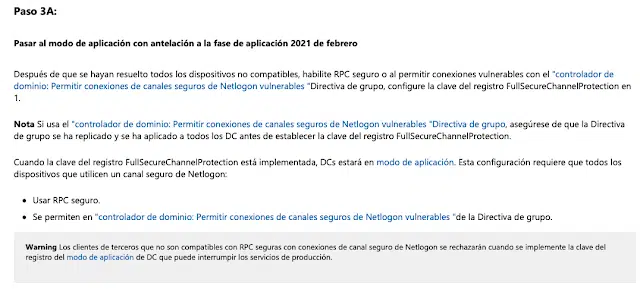 Paso 3A:
Pasar al modo de aplicación con antelación a la fase de aplicación 2021 de febrero
Después de que se hayan resuelto todos los dispositivos no compatibles, habilite RPC seguro o al permitir conexiones vulnerables con el "controlador de
dominio: Permitir conexiones de canales seguros de Netlogon vulnerables "Directiva de grupo, configure la clave del registro FullSecureChannelProtection en
1.
Nota Si usa el "controlador de dominio: Permitir conexiones de canales seguros de Netlogon vulnerables "Directiva de grupo, asegúrese de que la Directiva
de grupo se ha replicado y se ha aplicado a todos los DC antes de establecer la clave del registro FullSecureChannelProtection.
Cuando la clave del registro FullSecureChannelProtection está implementada, DCs estará en modo de aplicación. Esta configuración requiere que todos los
dispositivos que utilicen un canal seguro de Netlogon:
• Usar RPC seguro.
• Se permiten en "controlador de dominio: Permitir conexiones de canales seguros de Netlogon vulnerables "de la Directiva de grupo.
Warning Los clientes de terceros que no son compatibles con RPC seguras con conexiones de canal seguro de Netlogon se rechazarán cuando se implemente la clave del
registro del modo de aplicación de DC que puede interrumpir los servicios de producción.